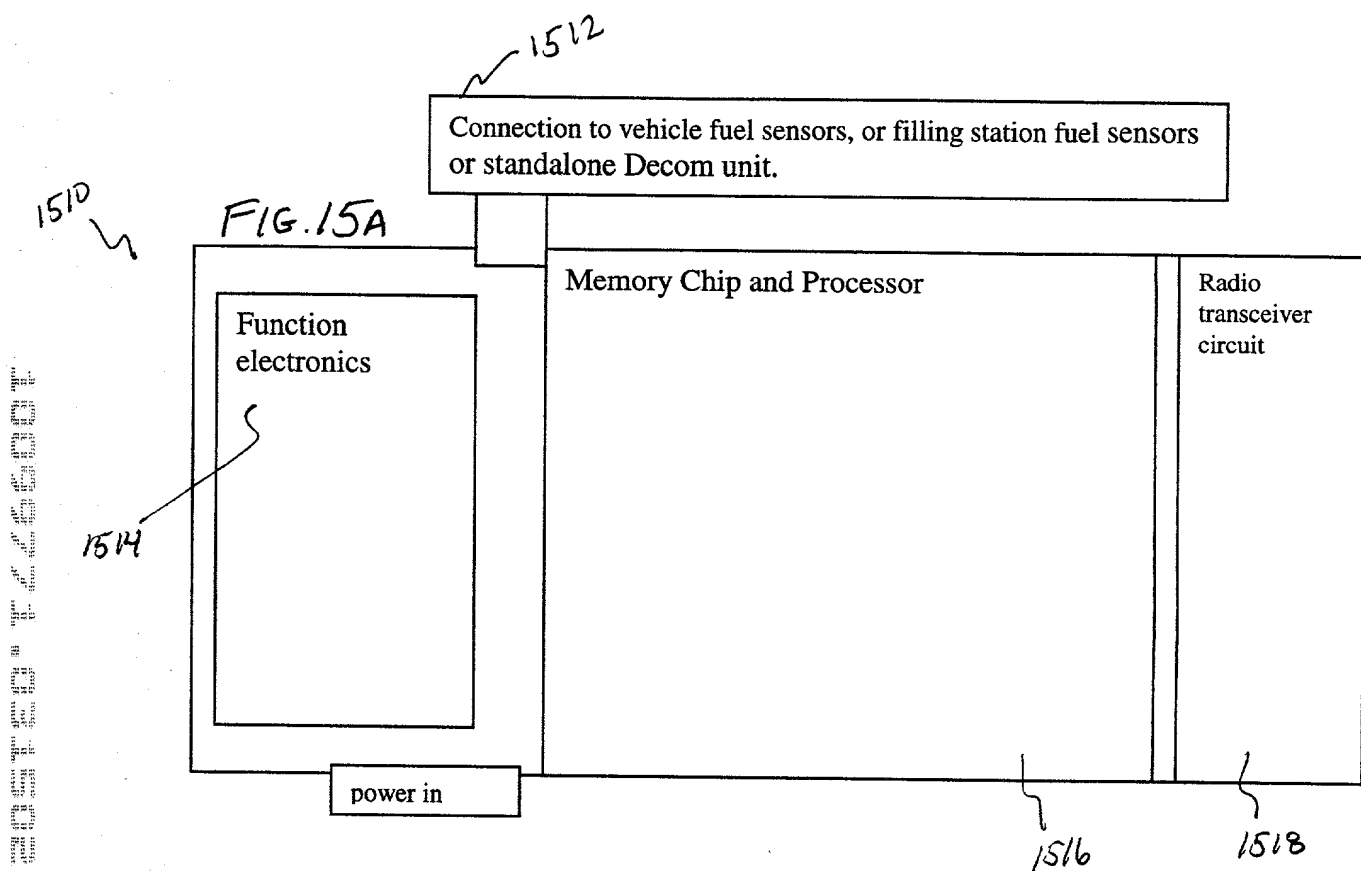 1512
Connection to vehicle fuel sensors, or filling station fuel sensors
or standalone Decom unit.
1510
FIG. 15A
Memory Chip and Processor
Radio
transceiver
circuit
Function
electronics
1514
power in
1516
1518